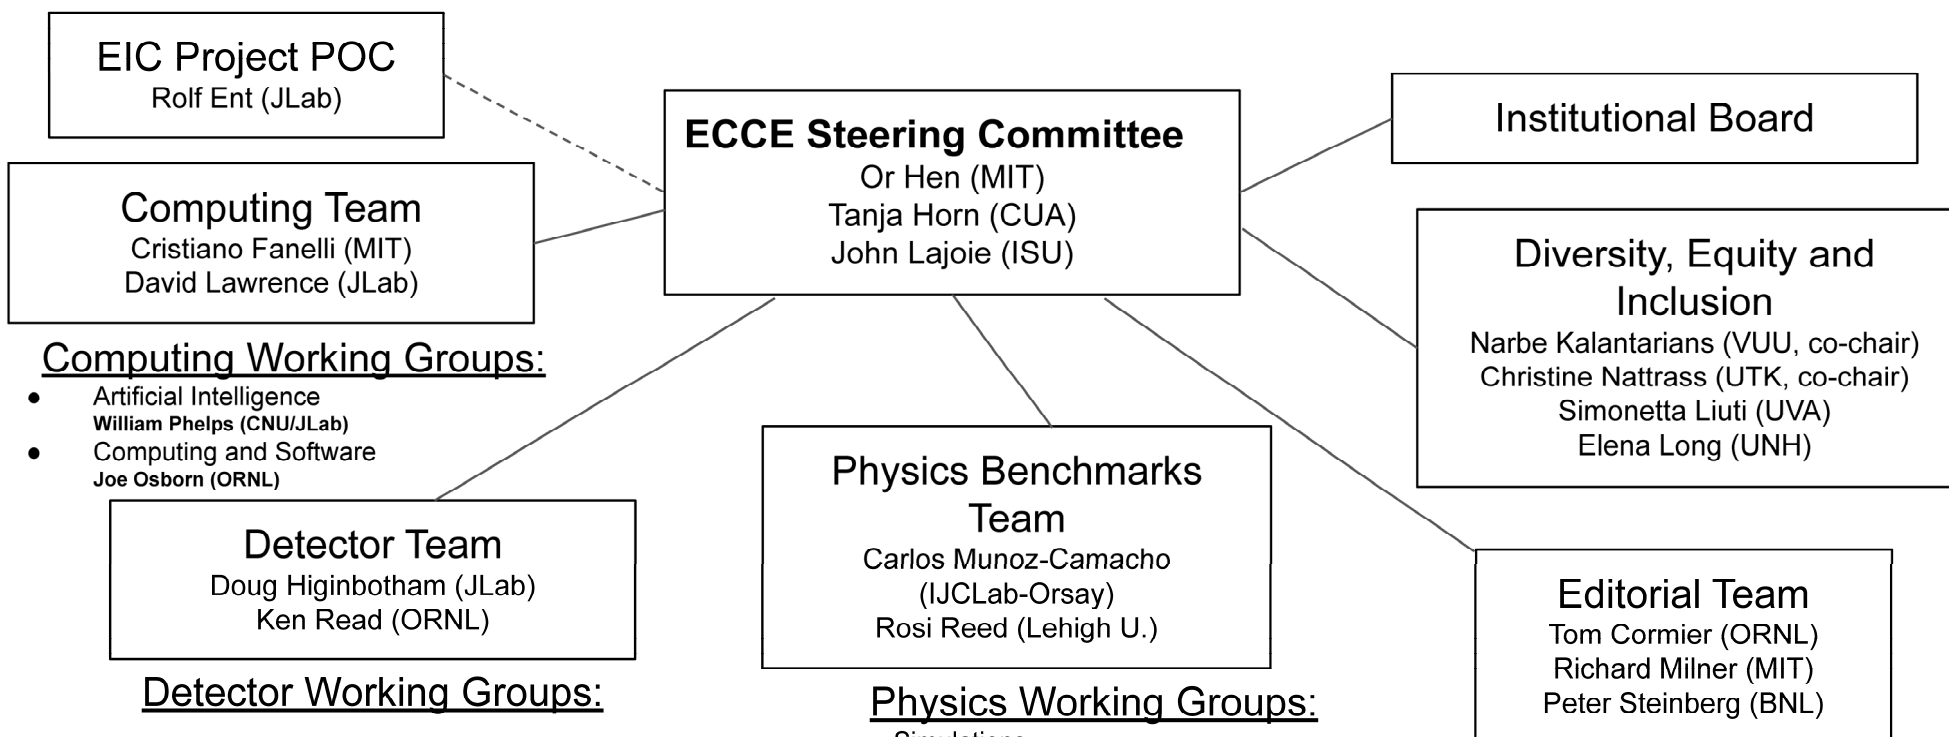 EIC Project POC
Rolf Ent (JLab)
Computing Team
Cristiano Fanelli (MIT)
David Lawrence (JLab)
Computing Working Groups:
● Artificial Intelligence
William Phelps (CNU/JLab)
● Computing and Software
Joe Osborn (ORNL)
ECCE Steering Committee
Or Hen (MIT)
Tanja Horn (CUA)
John Lajoie (ISU)
Institutional Board
Diversity, Equity and
Inclusion
Narbe Kalantarians (VUU, co-chair)
Christine Nattrass (UTK, co-chair)
Simonetta Liuti (UVA)
Elena Long (UNH)
Detector Team
Doug Higinbotham (JLab)
Ken Read (ORNL)
Detector Working Groups:
Physics Benchmarks
Team
Carlos Munoz-Camacho
(IJCLab-Orsay)
Rosi Reed (Lehigh U.)
Physics Working Groups:
Simulations
Editorial Team
Tom Cormier (ORNL)
Richard Milner (MIT)
Peter Steinberg (BNL)